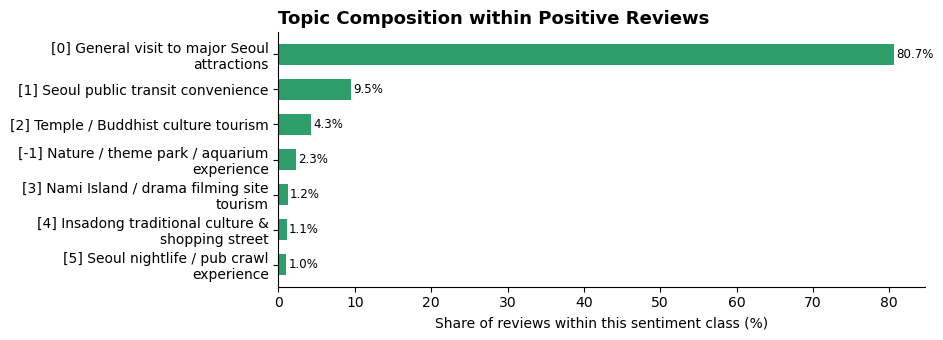 Topic Composition within Positive Reviews
[0] General visit to major Seoul
attractions
80.7%
[1] Seoul public transit convenience
9.5%
[2] Temple / Buddhist culture tourism
4.3%
[-1] Nature / theme park / aquarium
experience
2.3%
[3] Nami Island / drama filming site
tourism
1.2%
[4] Insadong traditional culture &
shopping street
1.1%
[5] Seoul nightlife / pub crawl
experience
1.0%
0 10 20 30 40 50 60 70 80
Share of reviews within this sentiment class (%)